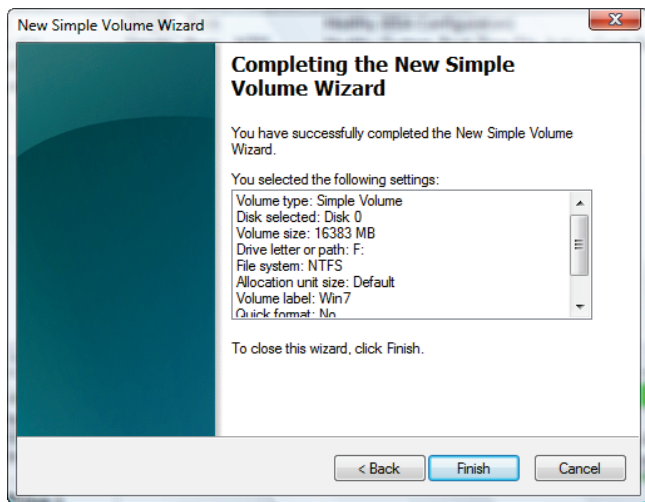 New Simple Volume Wizard
Completing the New Simple
Volume Wizard
You have successfully completed the New Simple Volume
Wizard.
You selected the following settings:
Volume type: Simple Volume
Disk selected: Disk 0
Volume size: 16383 MB
Drive letter or path: F:
File system: NTFS
Allocation unit size: Default
Volume label: Win7
Quick format: No
To close this wizard, click Finish.
< Back
Finish
Cancel